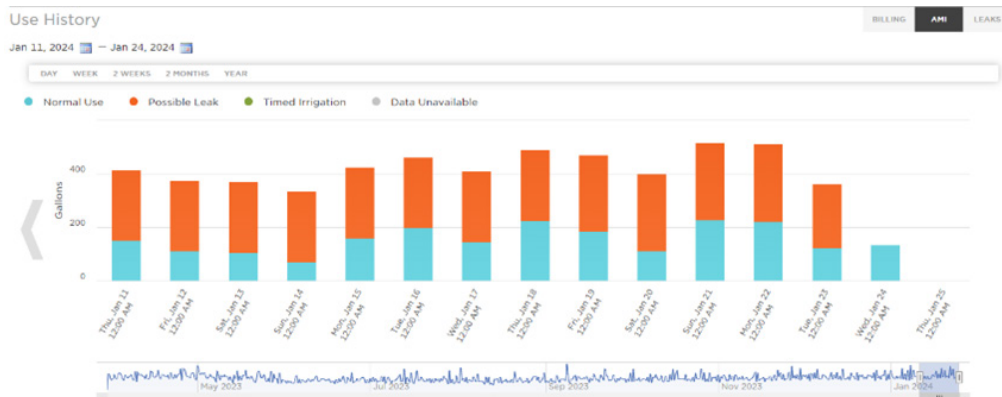 Use History
BILLING AMI LEAKS
Jan 11, 2024 — Jan 24, 2024
DAY WEEK 2 WEEKS 2 MONTHS YEAR
Normal Use Possible Leak Timed Irrigation Data Unavailable
Gallons
400
200
0
Thu, Jan 11
12:00 AM
Fri, Jan 12
12:00 AM
Sat, Jan 13
12:00 AM
Sun, Jan 14
12:00 AM
Mon, Jan 15
12:00 AM
Tue, Jan 16
12:00 AM
Wed, Jan 17
12:00 AM
Thu, Jan 18
12:00 AM
Fri, Jan 19
12:00 AM
Sat, Jan 20
12:00 AM
Sun, Jan 21
12:00 AM
Mon, Jan 22
12:00 AM
Tue, Jan 23
12:00 AM
Wed, Jan 24
12:00 AM
Thu, Jan 25
12:00 AM
May 2023 Jul 2023 Sep 2023 Nov 2023 Jan 2024